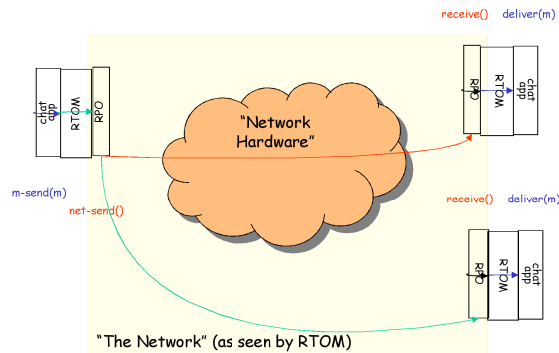 receive() deliver(m)
chat app
RTOM
RPO
RPO
RTOM
chat app
"Network
Hardware"
m-send(m)
net-send()
receive() deliver(m)
RPO
RTOM
chat app
"The Network" (as seen by RTOM)